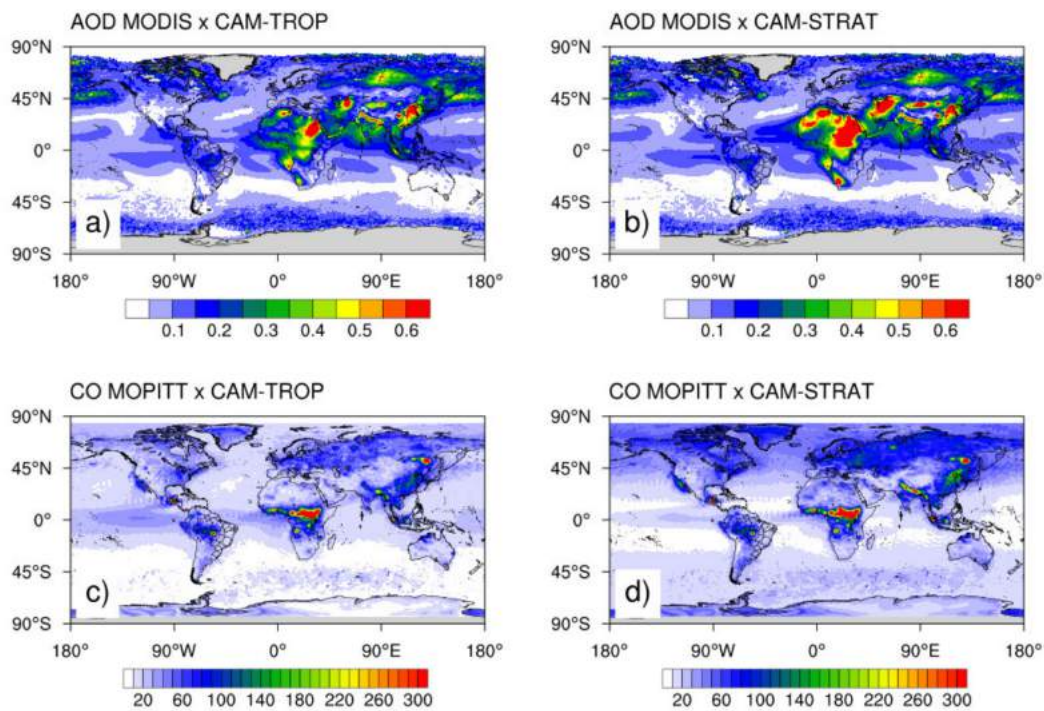 AOD MODIS x CAM-TROP
90°N
45°N
0°
45°S
90°S
a)
180° 90°W 0° 90°E 180°
0.1 0.2 0.3 0.4 0.5 0.6
AOD MODIS x CAM-STRAT
90°N
45°N
0°
45°S
90°S
b)
180° 90°W 0° 90°E 180°
0.1 0.2 0.3 0.4 0.5 0.6
CO MOPITT x CAM-TROP
90°N
45°N
0°
45°S
90°S
c)
180° 90°W 0° 90°E 180°
20 60 100 140 180 220 260 300
CO MOPITT x CAM-STRAT
90°N
45°N
0°
45°S
90°S
d)
180° 90°W 0° 90°E 180°
20 60 100 140 180 220 260 300